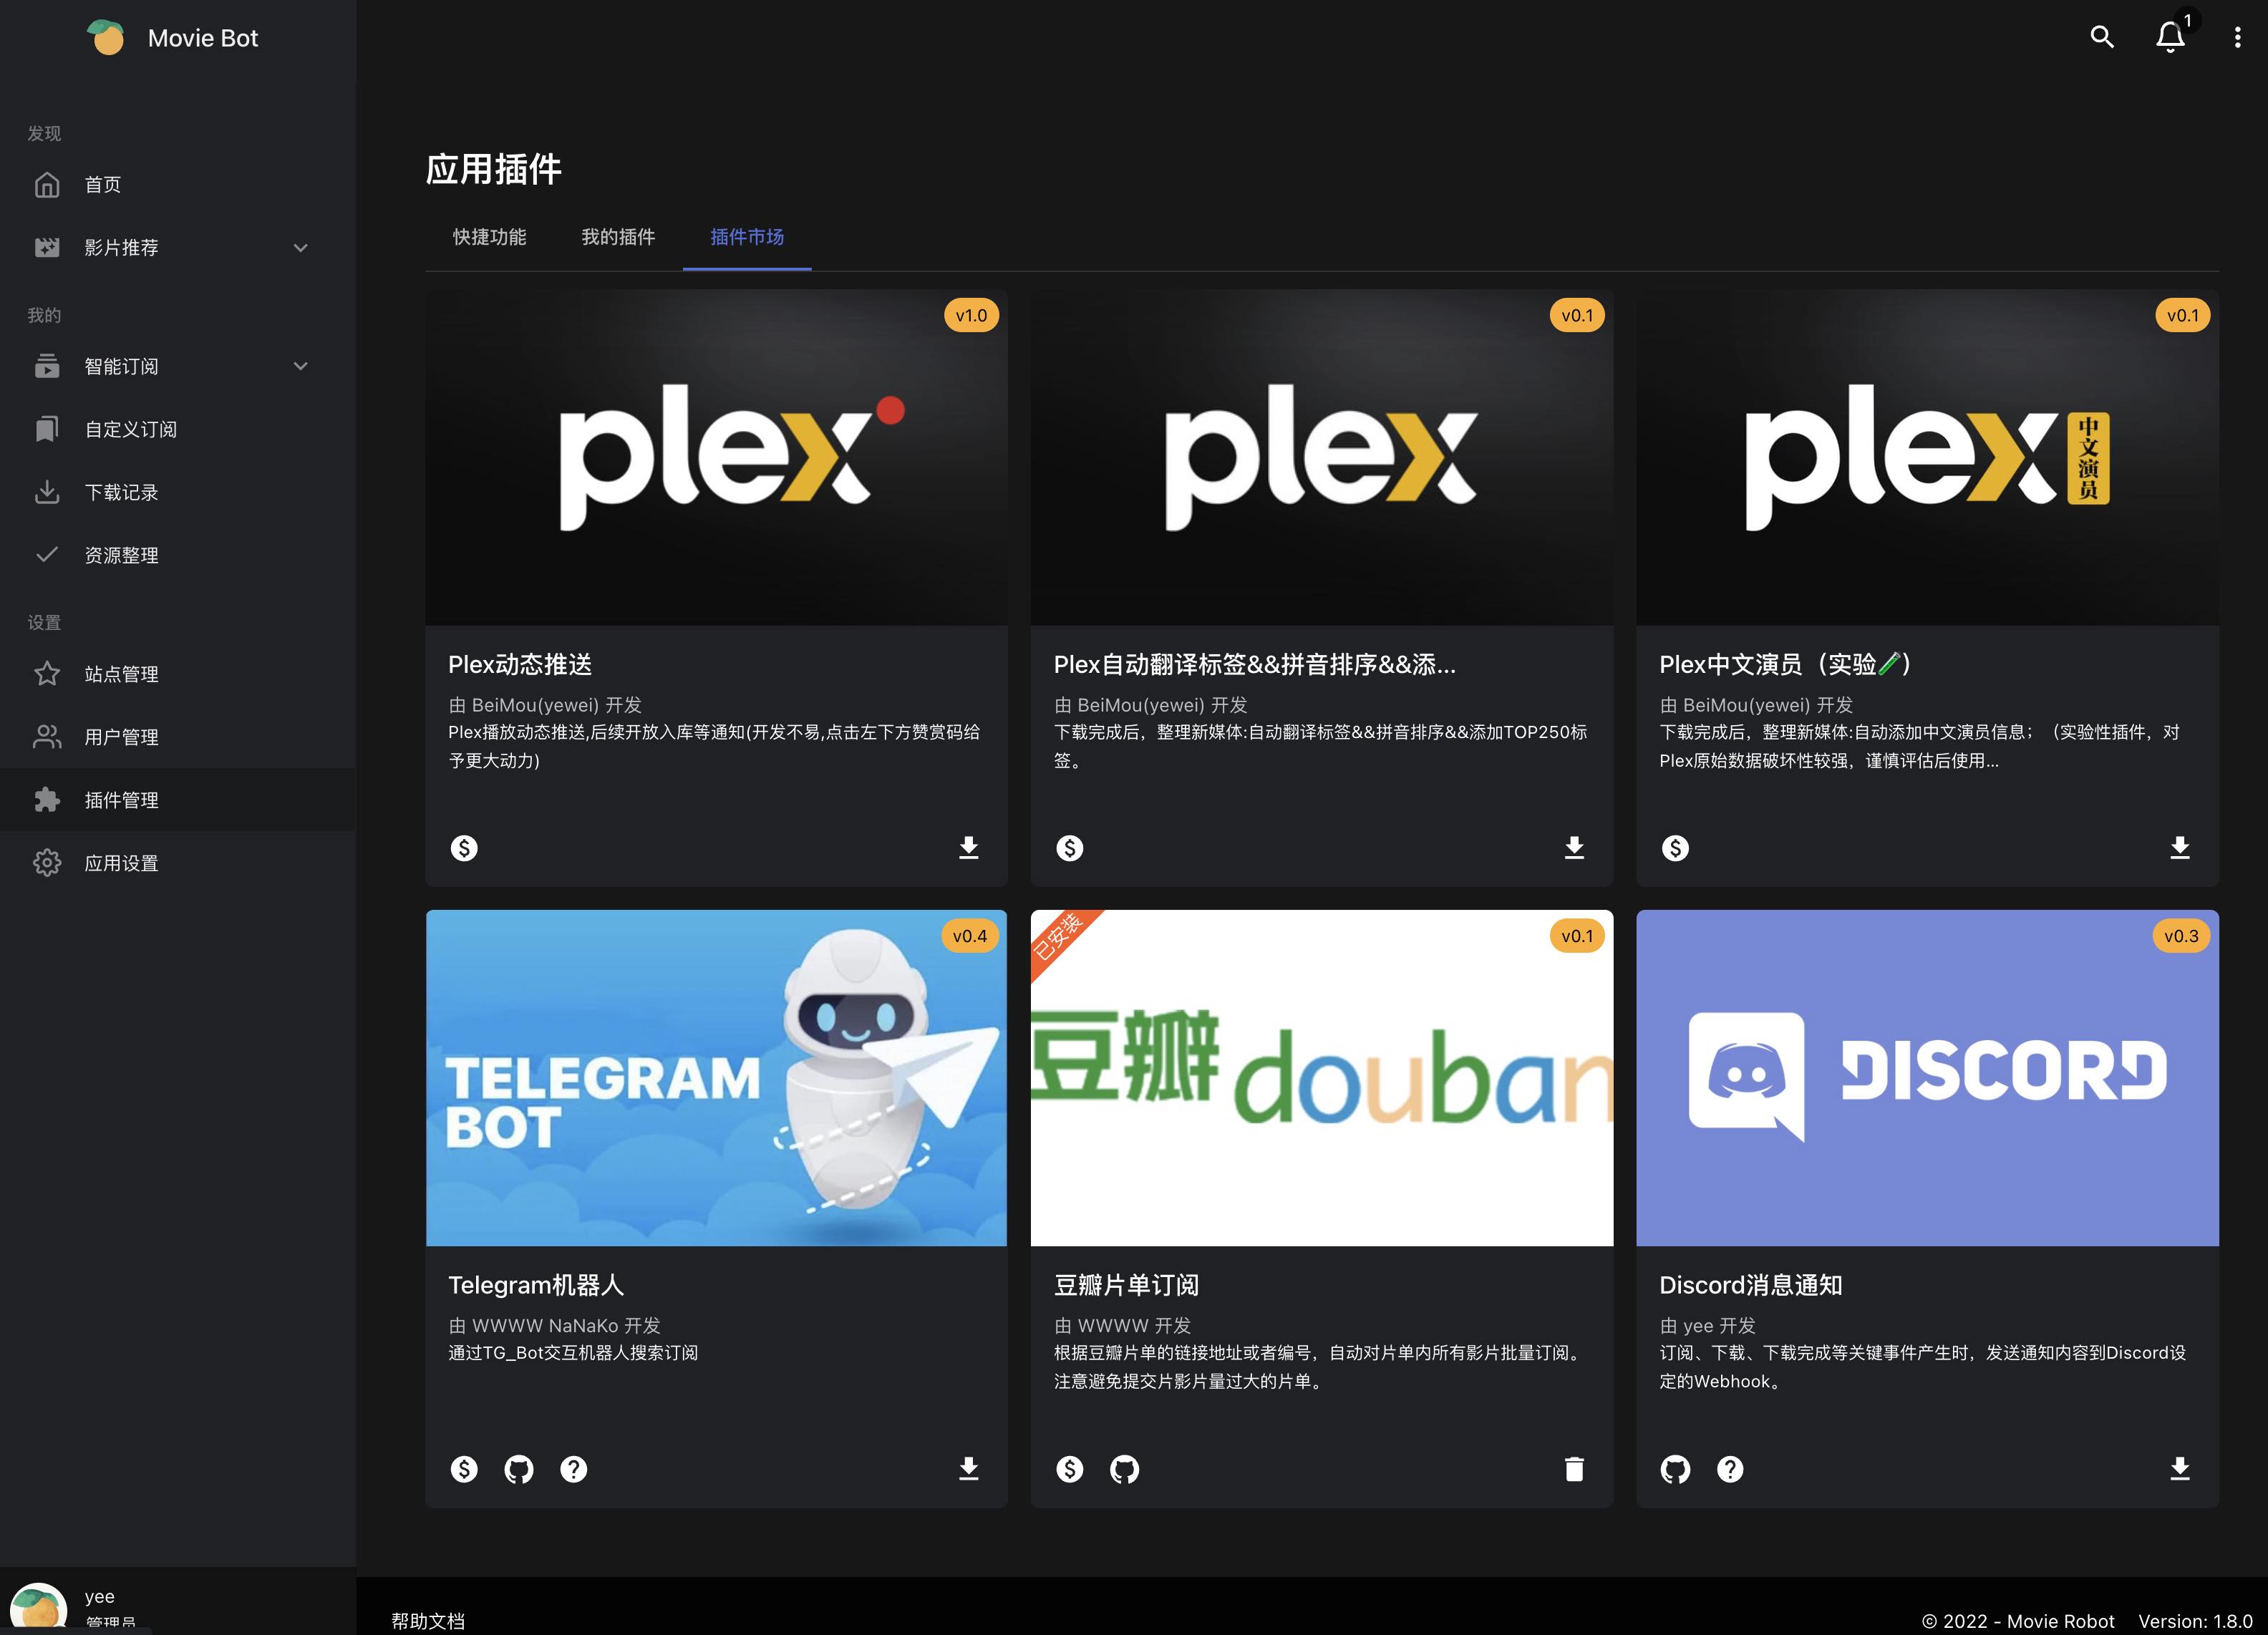 Movie Bot
1
发现
首页
影片推荐
我的
智能订阅
自定义订阅
下载记录
资源整理
设置
站点管理
用户管理
插件管理
应用设置
yee
管理员
应用插件
快捷功能
我的插件
插件市场
v1.0
plex
Plex动态推送
由 BeiMou(yewei) 开发
Plex播放动态推送,后续开放入库等通知(开发不易,点击左下方赞赏码给
予更大动力)
v0.1
plex
Plex自动翻译标签&&拼音排序&&添...
由 BeiMou(yewei) 开发
下载完成后，整理新媒体:自动翻译标签&&拼音排序&&添加TOP250标
签。
v0.1
plex
中文演员
Plex中文演员（实验🧪）
由 BeiMou(yewei) 开发
下载完成后，整理新媒体:自动添加中文演员信息；（实验性插件，对
Plex原始数据破坏性较强，谨慎评估后使用...
v0.4
TELEGRAM
BOT
Telegram机器人
由 WWWW NaNaKo 开发
通过TG_Bot交互机器人搜索订阅
已安装
v0.1
豆瓣 douban
豆瓣片单订阅
由 WWWW 开发
根据豆瓣片单的链接地址或者编号，自动对片单内所有影片批量订阅。
注意避免提交片影片量过大的片单。
v0.3
DISCORD
Discord消息通知
由 yee 开发
订阅、下载、下载完成等关键事件产生时，发送通知内容到Discord设
定的Webhook。
帮助文档
© 2022 - Movie Robot
Version: 1.8.0